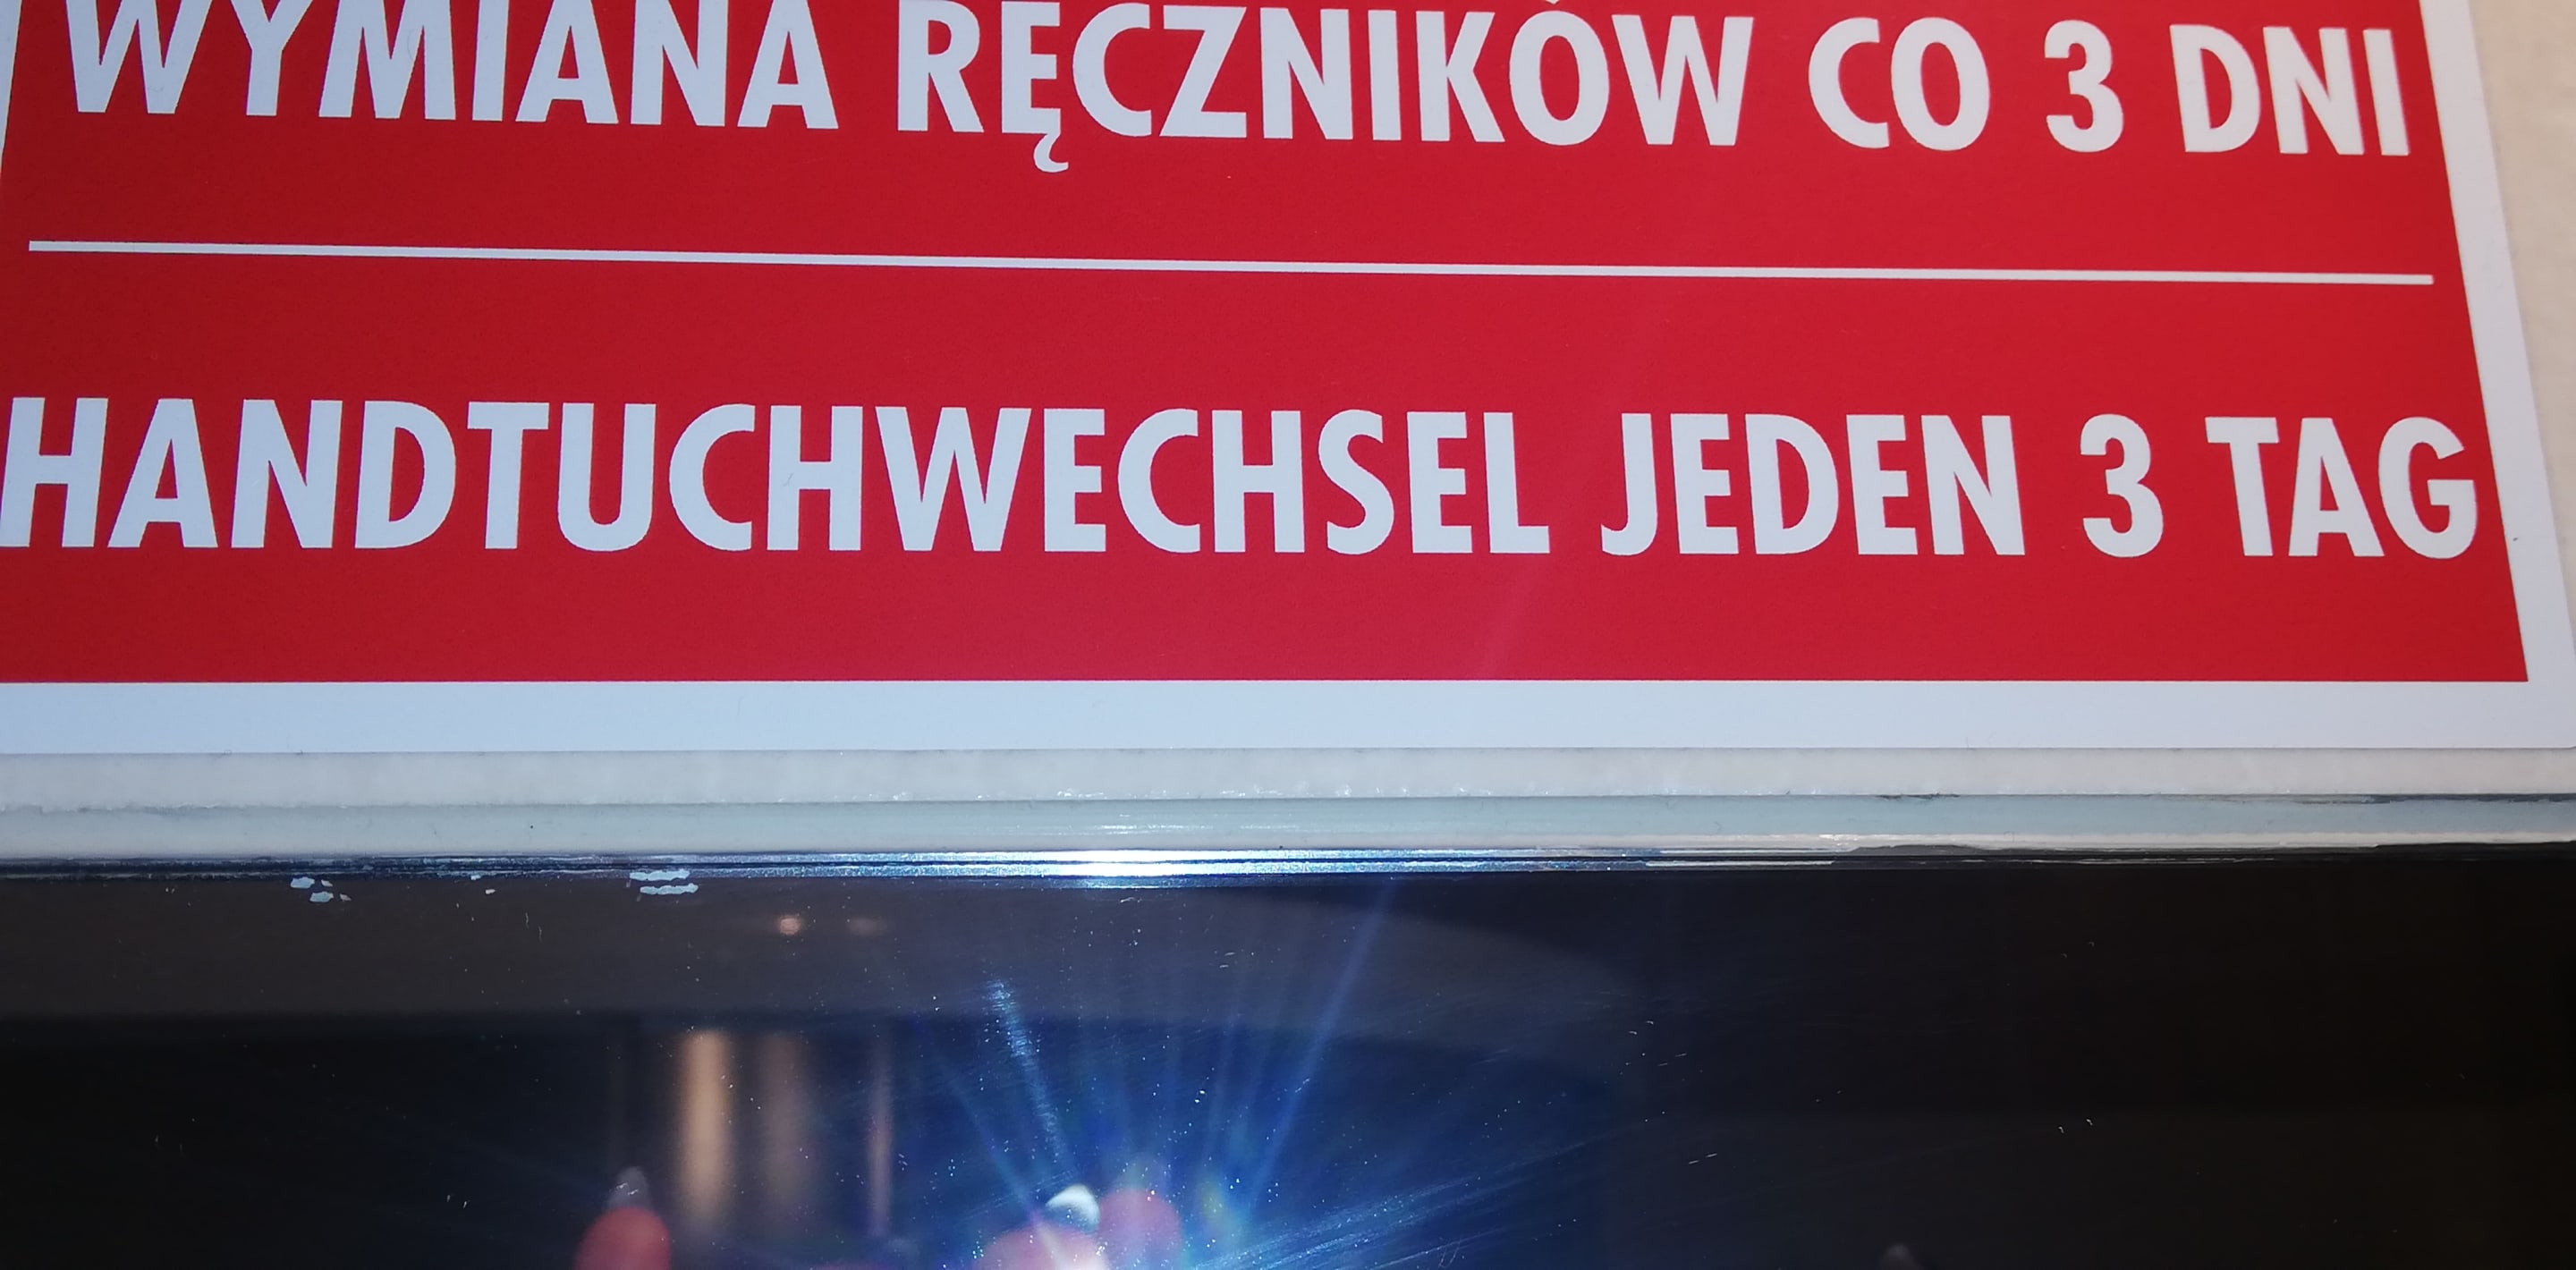 WYMIANA RĘCZNIKÓW CO 3 DNI
HANDTUCHWECHSEL JEDEN 3 TAG